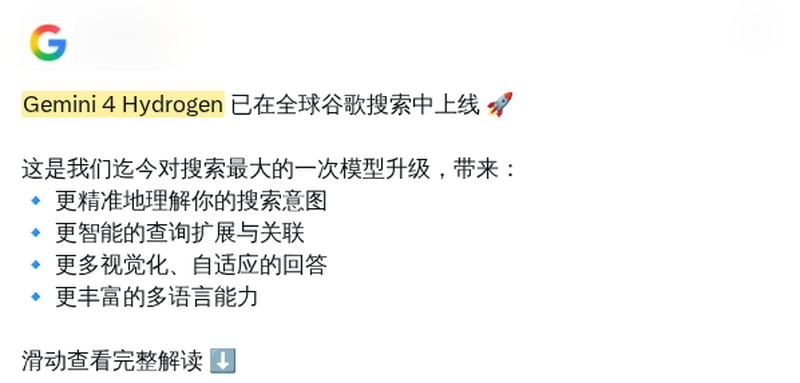 Gemini 4 Hydrogen 已在全球谷歌搜索中上线 🚀
这是我们迄今对搜索最大的一次模型升级，带来：
🔹 更精准地理解你的搜索意图
🔹 更智能的查询扩展与关联
🔹 更多视觉化、自适应的回答
🔹 更丰富的多语言能力
滑动查看完整解读 ⬇️